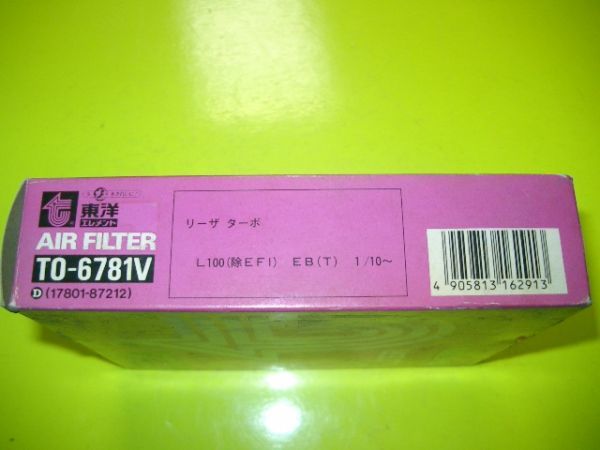 東洋
エレメント
AIR FILTER
TO-6781V
D (17801-87212)
リーザ ターボ
L100(除EFI) EB(T) 1/10〜
4 905813 162913